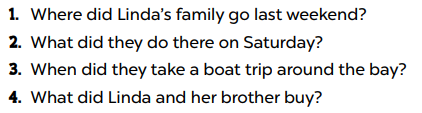 1. Where did Linda's family go last weekend?
2. What did they do there on Saturday?
3. When did they take a boat trip around the bay?
4. What did Linda and her brother buy?